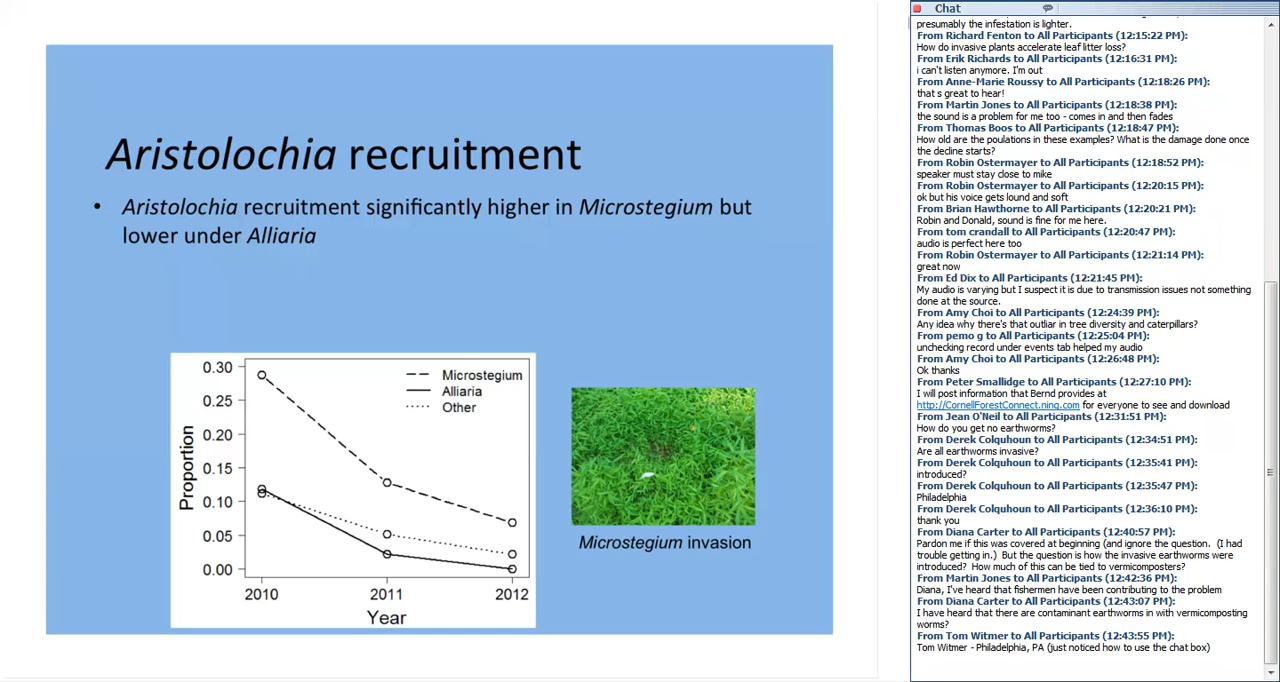 Aristolochia recruitment
• Aristolochia recruitment significantly higher in Microstegium but
lower under Alliaria
0.30
0.25
0.20
0.15
0.10
0.05
0.00
Proportion
Microstegium
Alliaria
Other
2010
2011
2012
Year
Microstegium invasion
Chat
presumably the infestation is lighter.
From Richard Fenton to All Participants (12:15:22 PM):
How do invasive plants accelerate leaf litter loss?
From Erik Richards to All Participants (12:16:31 PM):
i can't listen anymore. I'm out
From Anne-Marie Roussy to All Participants (12:18:26 PM):
that s great to hear!
From Martin Jones to All Participants (12:18:38 PM):
the sound is a problem for me too - comes in and then fades
From Thomas Boos to All Participants (12:18:47 PM):
How old are the poulations in these examples? What is the damage done once
the decline starts?
From Robin Ostermayer to All Participants (12:18:52 PM):
speaker must stay close to mike
From Robin Ostermayer to All Participants (12:20:15 PM):
ok but his voice gets lound and soft
From Brian Hawthorne to All Participants (12:20:21 PM):
Robin and Donald, sound is fine for me here.
From tom crandall to All Participants (12:20:47 PM):
audio is perfect here too
From Robin Ostermayer to All Participants (12:21:14 PM):
great now
From Ed Dix to All Participants (12:21:45 PM):
My audio is varying but I suspect it is due to transmission issues not something
done at the source.
From Amy Choi to All Participants (12:24:39 PM):
Any idea why there's that outliar in tree diversity and caterpillars?
From pemo g to All Participants (12:25:04 PM):
unchecking record under events tab helped my audio
From Amy Choi to All Participants (12:26:48 PM):
Ok thanks
From Peter Smallidge to All Participants (12:27:10 PM):
I will post information that Bernd provides at
http://CornellForestConnect.ning.com for everyone to see and download
From Jean O'Neil to All Participants (12:31:51 PM):
How do you get no earthworms?
From Derek Colquhoun to All Participants (12:34:51 PM):
Are all earthworms invasive?
From Derek Colquhoun to All Participants (12:35:41 PM):
introduced?
From Derek Colquhoun to All Participants (12:35:47 PM):
Philadelphia
From Derek Colquhoun to All Participants (12:36:10 PM):
thank you
From Diana Carter to All Participants (12:40:57 PM):
Pardon me if this was covered at beginning (and ignore the question. (I had
trouble getting in.) But the question is how the invasive earthworms were
introduced? How much of this can be tied to vermicomposters?
From Martin Jones to All Participants (12:42:36 PM):
Diana, I've heard that fishermen have been contributing to the problem
From Diana Carter to All Participants (12:43:07 PM):
I have heard that there are contaminant earthworms in with vermicomposting
worms?
From Tom Witmer to All Participants (12:43:55 PM):
Tom Witmer - Philadelphia, PA (just noticed how to use the chat box)